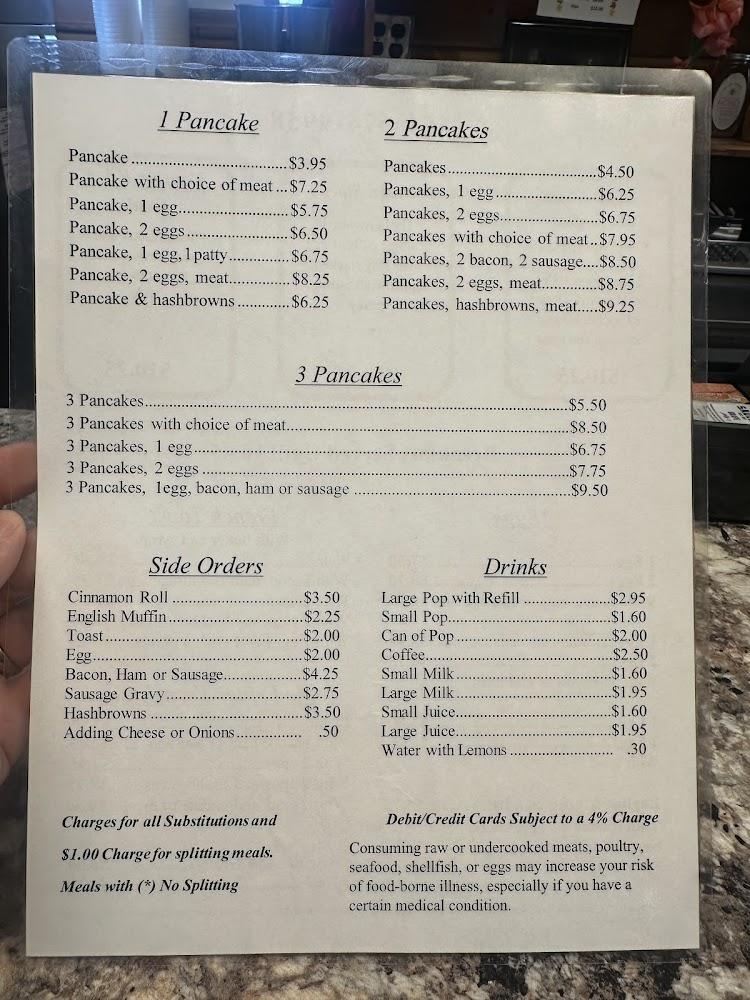 1 Pancake
Pancake ........ $3.95
Pancake with choice of meat ... $7.25
Pancake, 1 egg ........ $5.75
Pancake, 2 eggs ........ $6.50
Pancake, 1 egg, 1 patty ........ $6.75
Pancake, 2 eggs, meat ........ $8.25
Pancake & hashbrowns ........ $6.25
2 Pancakes
Pancakes ........ $4.50
Pancakes, 1 egg ........ $6.25
Pancakes, 2 eggs ........ $6.75
Pancakes with choice of meat .. $7.95
Pancakes, 2 bacon, 2 sausage .... $8.50
Pancakes, 2 eggs, meat ........ $8.75
Pancakes, hashbrowns, meat ..... $9.25
3 Pancakes
3 Pancakes ........ $5.50
3 Pancakes with choice of meat ........ $8.50
3 Pancakes, 1 egg ........ $6.75
3 Pancakes, 2 eggs ........ $7.75
3 Pancakes, 1egg, bacon, ham or sausage ........ $9.50
Side Orders
Cinnamon Roll ........ $3.50
English Muffin ........ $2.25
Toast ........ $2.00
Egg ........ $2.00
Bacon, Ham or Sausage ........ $4.25
Sausage Gravy ........ $2.75
Hashbrowns ........ $3.50
Adding Cheese or Onions ........ .50
Drinks
Large Pop with Refill ........ $2.95
Small Pop ........ $1.60
Can of Pop ........ $2.00
Coffee ........ $2.50
Small Milk ........ $1.60
Large Milk ........ $1.95
Small Juice ........ $1.60
Large Juice ........ $1.95
Water with Lemons ........ .30
Charges for all Substitutions and
$1.00 Charge for splitting meals.
Meals with (*) No Splitting
Debit/Credit Cards Subject to a 4% Charge
Consuming raw or undercooked meats, poultry,
seafood, shellfish, or eggs may increase your risk
of food-borne illness, especially if you have a
certain medical condition.